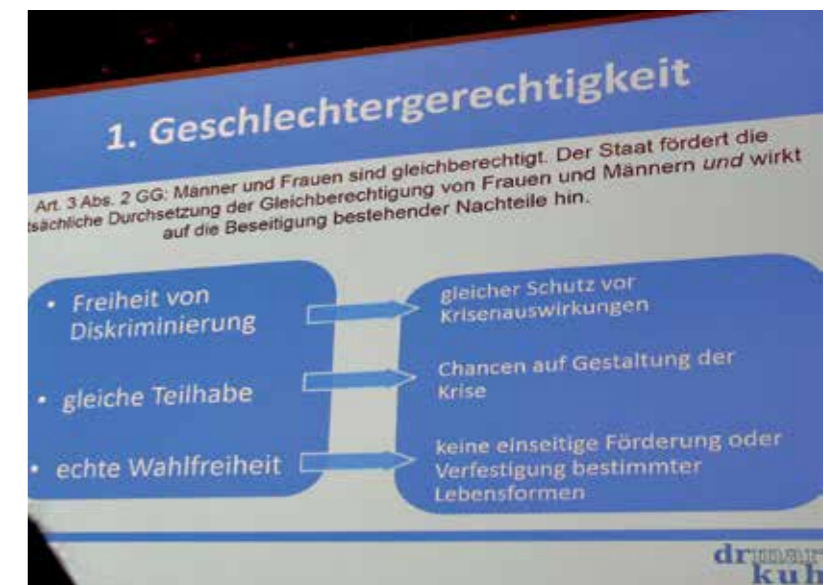 1. Geschlechtergerechtigkeit
Art. 3 Abs. 2 GG: Männer und Frauen sind gleichberechtigt. Der Staat fördert die
tsächliche Durchsetzung der Gleichberechtigung von Frauen und Männern und wirkt
auf die Beseitigung bestehender Nachteile hin.
• Freiheit von
Diskriminierung
• gleiche Teilhabe
• echte Wahlfreiheit
gleicher Schutz vor
Krisenauswirkungen
Chancen auf Gestaltung der
Krise
keine einseitige Förderung oder
Verfestigung bestimmter
Lebensformen
dr
kuh